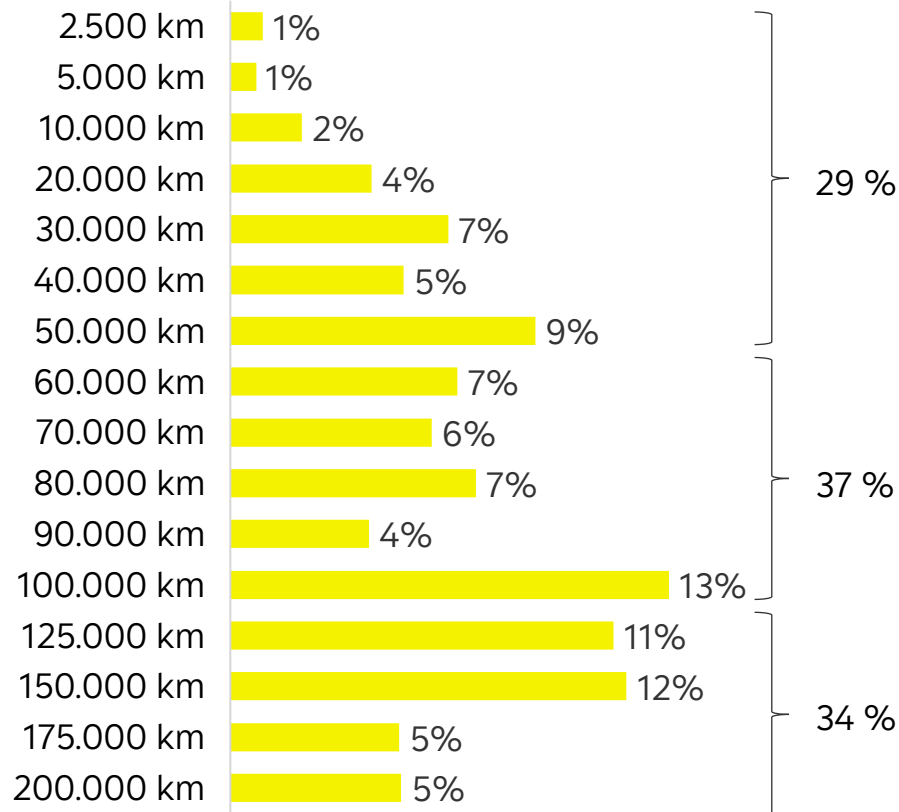 2.500 km 1%
5.000 km 1%
10.000 km 2%
20.000 km 4%
29 %
30.000 km 7%
40.000 km 5%
50.000 km 9%
60.000 km 7%
70.000 km 6%
80.000 km 7%
37 %
90.000 km 4%
100.000 km 13%
125.000 km 11%
150.000 km 12%
34 %
175.000 km 5%
200.000 km 5%